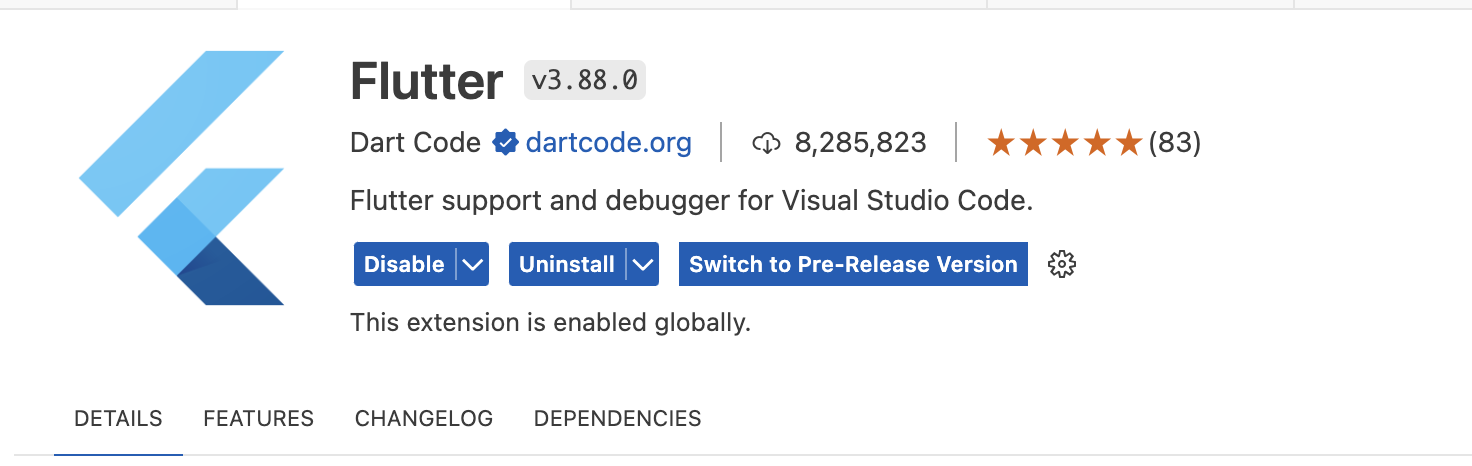 Flutter v3.88.0
Dart Code dartcode.org 8,285,823 (83)
Flutter support and debugger for Visual Studio Code.
Disable Uninstall Switch to Pre-Release Version
This extension is enabled globally.
DETAILS FEATURES CHANGELOG DEPENDENCIES